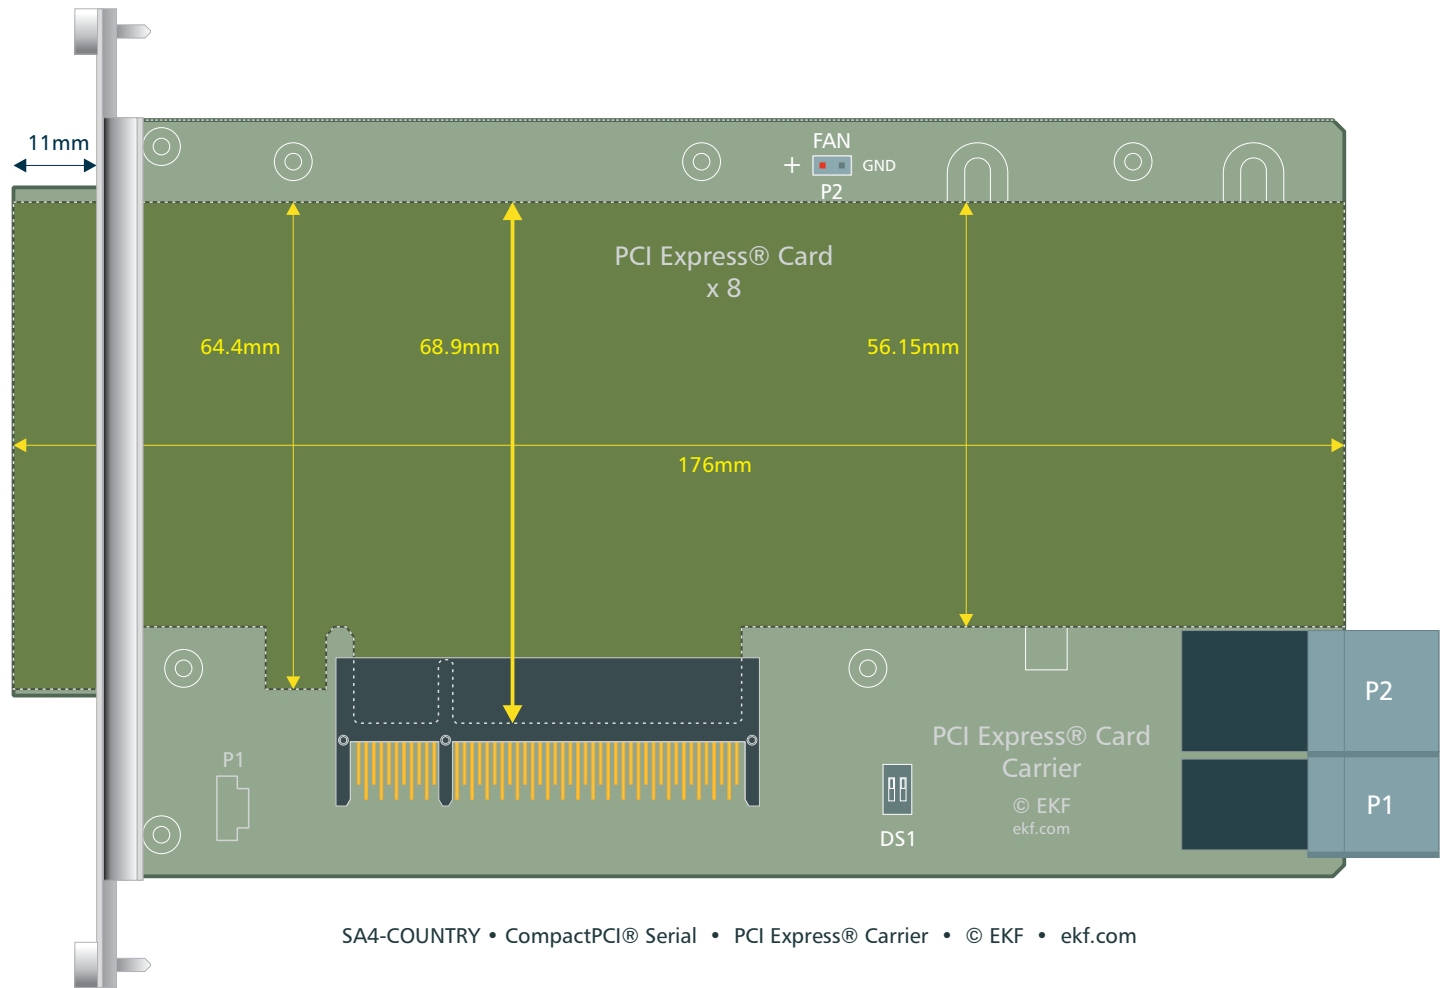 11mm
FAN
+
GND
P2
PCI Express® Card
x 8
64.4mm
68.9mm
56.15mm
176mm
P2
PCI Express® Card
Carrier
P1
© EKF
ekf.com
P1
DS1
SA4-COUNTRY • CompactPCI® Serial • PCI Express® Carrier • © EKF • ekf.com